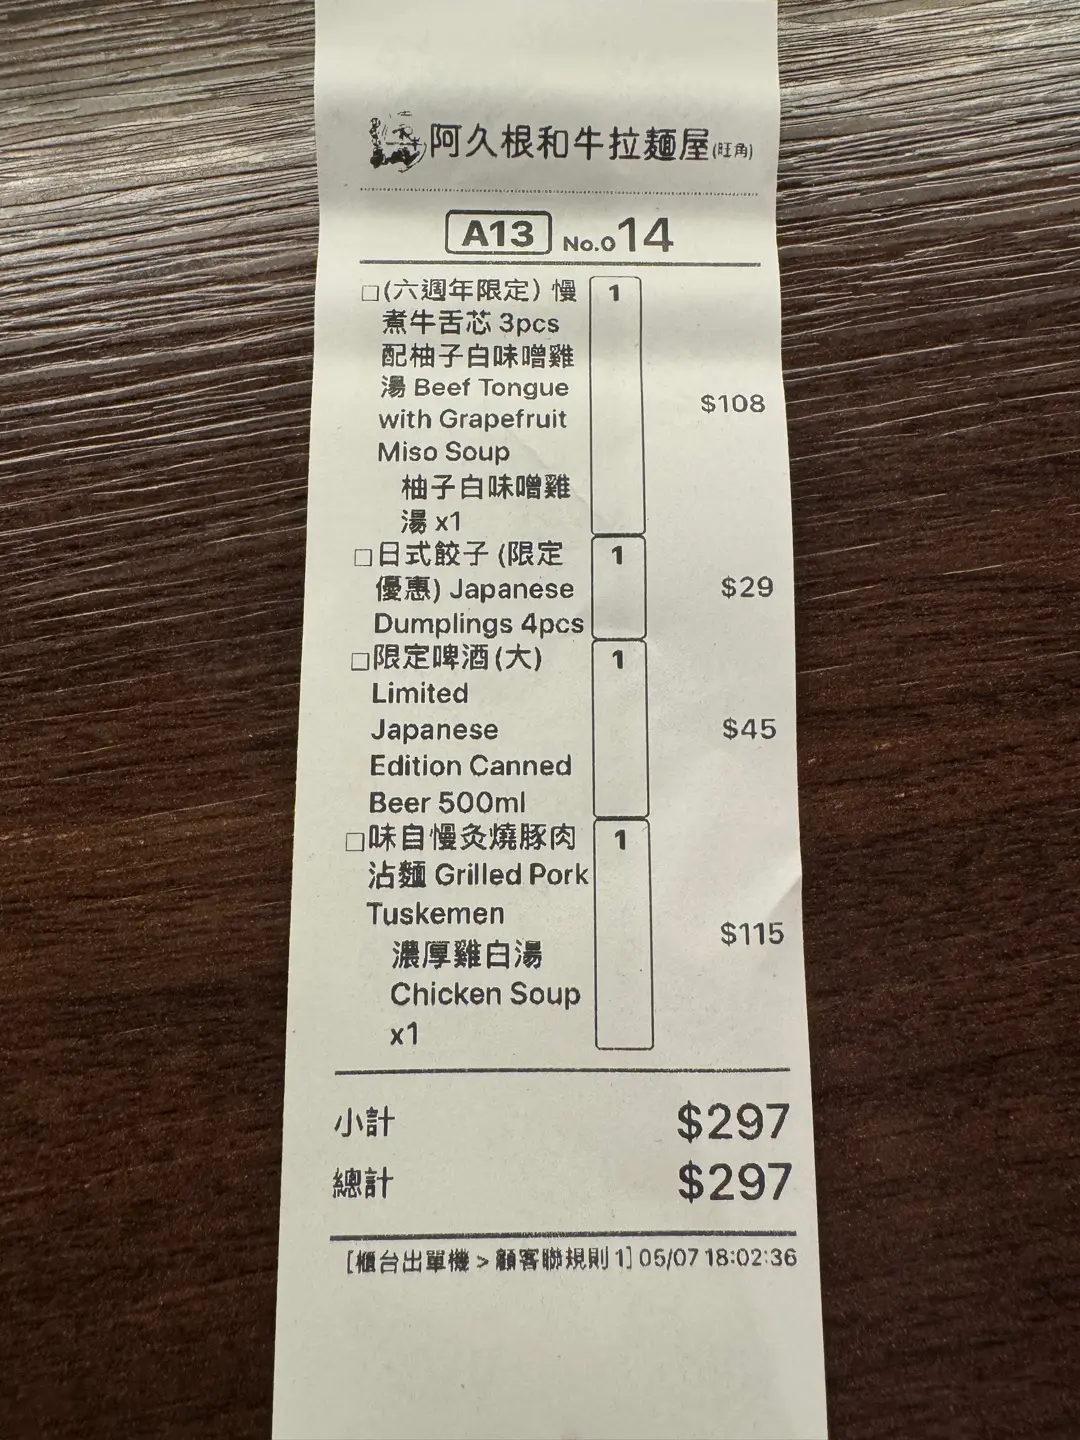 阿久根和牛拉麵屋(旺角)
A13 No.014
□(六週年限定) 慢 1
煮牛舌芯 3pcs
配柚子白味噌雞
湯 Beef Tongue
with Grapefruit $108
Miso Soup
柚子白味噌雞
湯 x1
□日式餃子 (限定 1
優惠) Japanese $29
Dumplings 4pcs
□限定啤酒(大) 1
Limited
Japanese $45
Edition Canned
Beer 500ml
□味自慢灸燒豚肉 1
沾麵 Grilled Pork
Tuskemen $115
濃厚雞白湯
Chicken Soup
x1
小計 $297
總計 $297
[櫃台出單機 > 顧客聯規則 1] 05/07 18:02:36